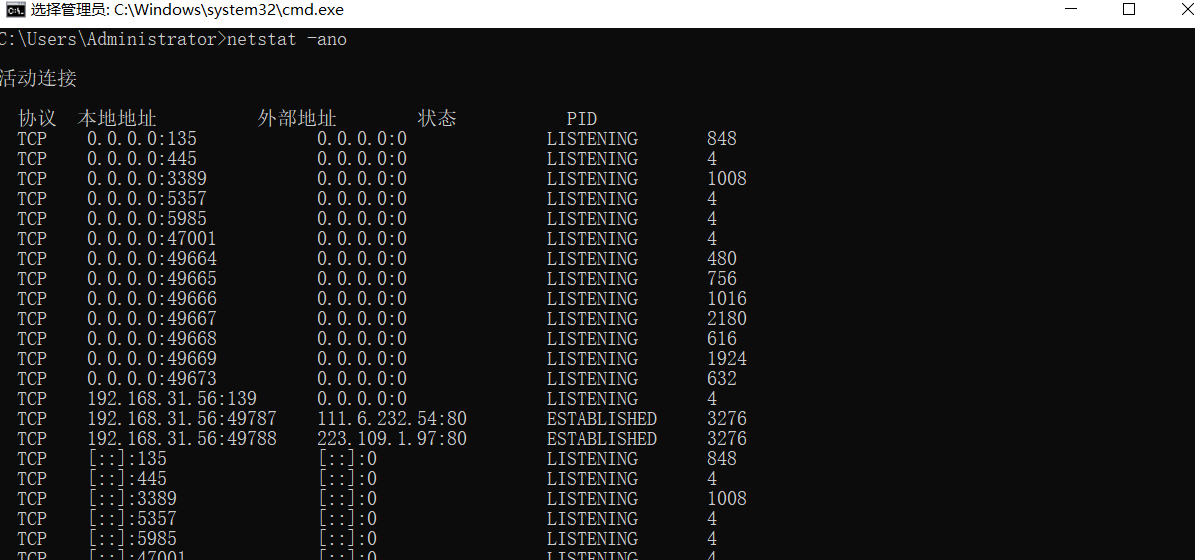 选择管理员: C:\Windows\system32\cmd.exe
C:\Users\Administrator>netstat -ano
活动连接
协议 本地地址 外部地址 状态 PID
TCP 0.0.0.0:135 0.0.0.0:0 LISTENING 848
TCP 0.0.0.0:445 0.0.0.0:0 LISTENING 4
TCP 0.0.0.0:3389 0.0.0.0:0 LISTENING 1008
TCP 0.0.0.0:5357 0.0.0.0:0 LISTENING 4
TCP 0.0.0.0:5985 0.0.0.0:0 LISTENING 4
TCP 0.0.0.0:47001 0.0.0.0:0 LISTENING 4
TCP 0.0.0.0:49664 0.0.0.0:0 LISTENING 480
TCP 0.0.0.0:49665 0.0.0.0:0 LISTENING 756
TCP 0.0.0.0:49666 0.0.0.0:0 LISTENING 1016
TCP 0.0.0.0:49667 0.0.0.0:0 LISTENING 2180
TCP 0.0.0.0:49668 0.0.0.0:0 LISTENING 616
TCP 0.0.0.0:49669 0.0.0.0:0 LISTENING 1924
TCP 0.0.0.0:49673 0.0.0.0:0 LISTENING 632
TCP 192.168.31.56:139 0.0.0.0:0 LISTENING 4
TCP 192.168.31.56:49787 111.6.232.54:80 ESTABLISHED 3276
TCP 192.168.31.56:49788 223.109.1.97:80 ESTABLISHED 3276
TCP [::]:135 [::]:0 LISTENING 848
TCP [::]:445 [::]:0 LISTENING 4
TCP [::]:3389 [::]:0 LISTENING 1008
TCP [::]:5357 [::]:0 LISTENING 4
TCP [::]:5985 [::]:0 LISTENING 4
TCP [::]:47001 [::]:0 LISTENING 4